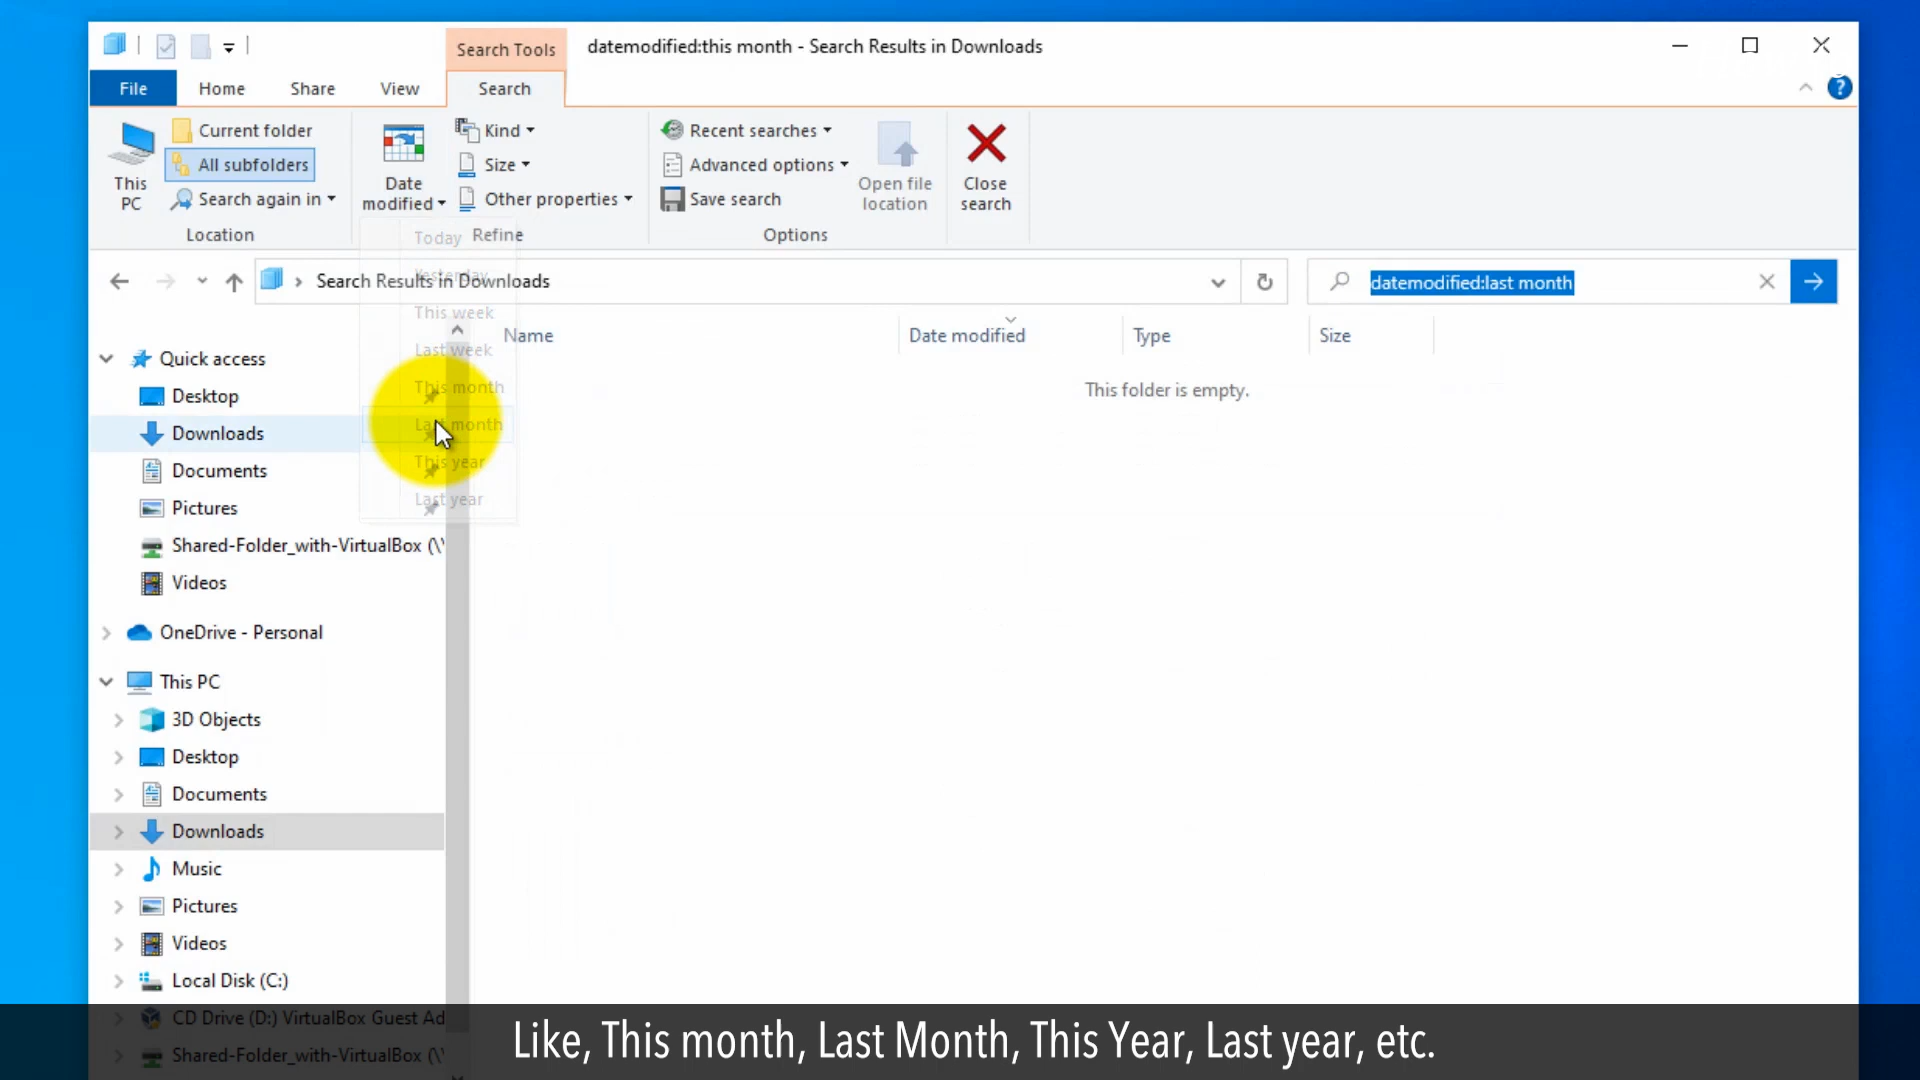 Search Tools
datemodified:this month - Search Results in Downloads
File
Home
Share
View
Search
This
PC
Current folder
All subfolders
Search again in
Location
Date
modified
Kind
Size
Other properties
Refine
Recent searches
Advanced options
Save search
Options
Open file
location
Close
search
Today
Yesterday
This week
Last week
This month
Last month
This year
Last year
Search Results in Downloads
datemodified:last month
Name
Date modified
Type
Size
This folder is empty.
Quick access
Desktop
Downloads
Documents
Pictures
Shared-Folder_with-VirtualBox (\\'
Videos
OneDrive - Personal
This PC
3D Objects
Desktop
Documents
Downloads
Music
Pictures
Videos
Local Disk (C:)
CD Drive (D:) VirtualBox Guest Ad
Shared-Folder_with-VirtualBox (\\'
Like, This month, Last Month, This Year, Last year, etc.